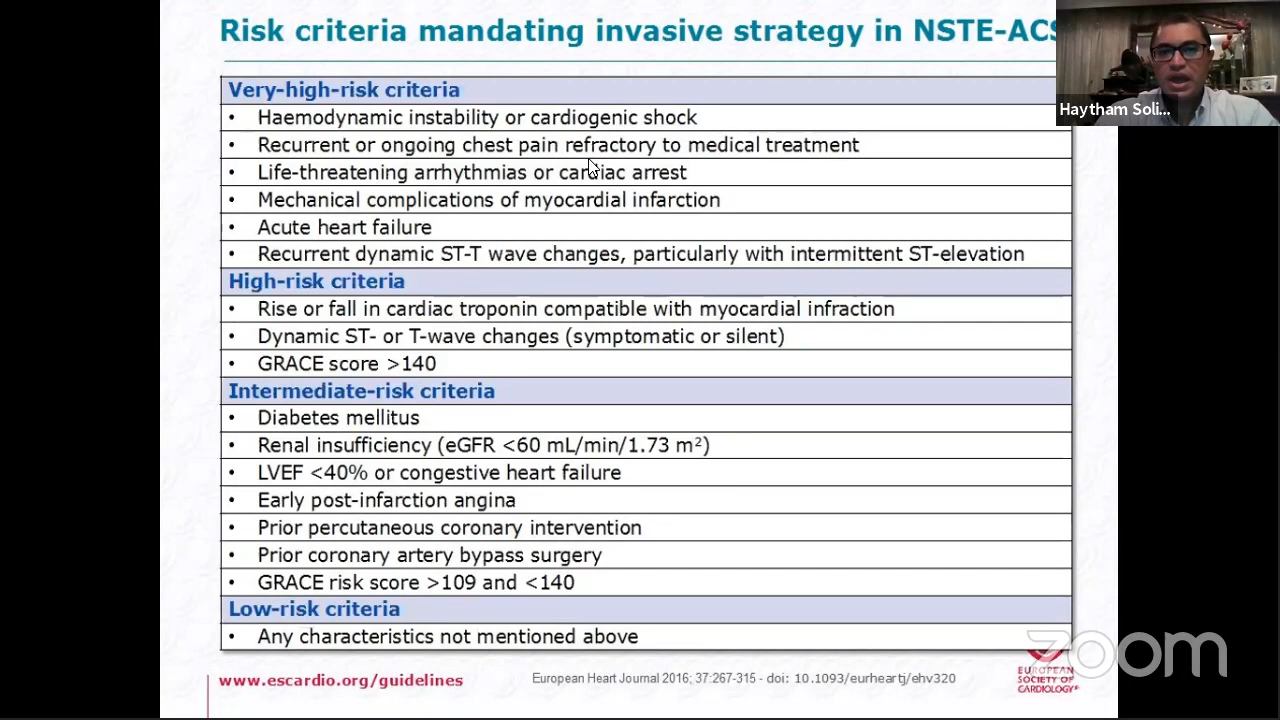 Risk criteria mandating invasive strategy in NSTE-ACS
Haytham Soli...
Very-high-risk criteria
• Haemodynamic instability or cardiogenic shock
• Recurrent or ongoing chest pain refractory to medical treatment
• Life-threatening arrhythmias or cardiac arrest
• Mechanical complications of myocardial infarction
• Acute heart failure
• Recurrent dynamic ST-T wave changes, particularly with intermittent ST-elevation
High-risk criteria
• Rise or fall in cardiac troponin compatible with myocardial infraction
• Dynamic ST- or T-wave changes (symptomatic or silent)
• GRACE score >140
Intermediate-risk criteria
• Diabetes mellitus
• Renal insufficiency (eGFR <60 mL/min/1.73 m²)
• LVEF <40% or congestive heart failure
• Early post-infarction angina
• Prior percutaneous coronary intervention
• Prior coronary artery bypass surgery
• GRACE risk score >109 and <140
Low-risk criteria
• Any characteristics not mentioned above
zoom
www.escardio.org/guidelines
European Heart Journal 2016; 37:267-315 - doi: 10.1093/eurheartj/ehv320
EUROPEAN
SOCIETY OF
CARDIOLOGY®